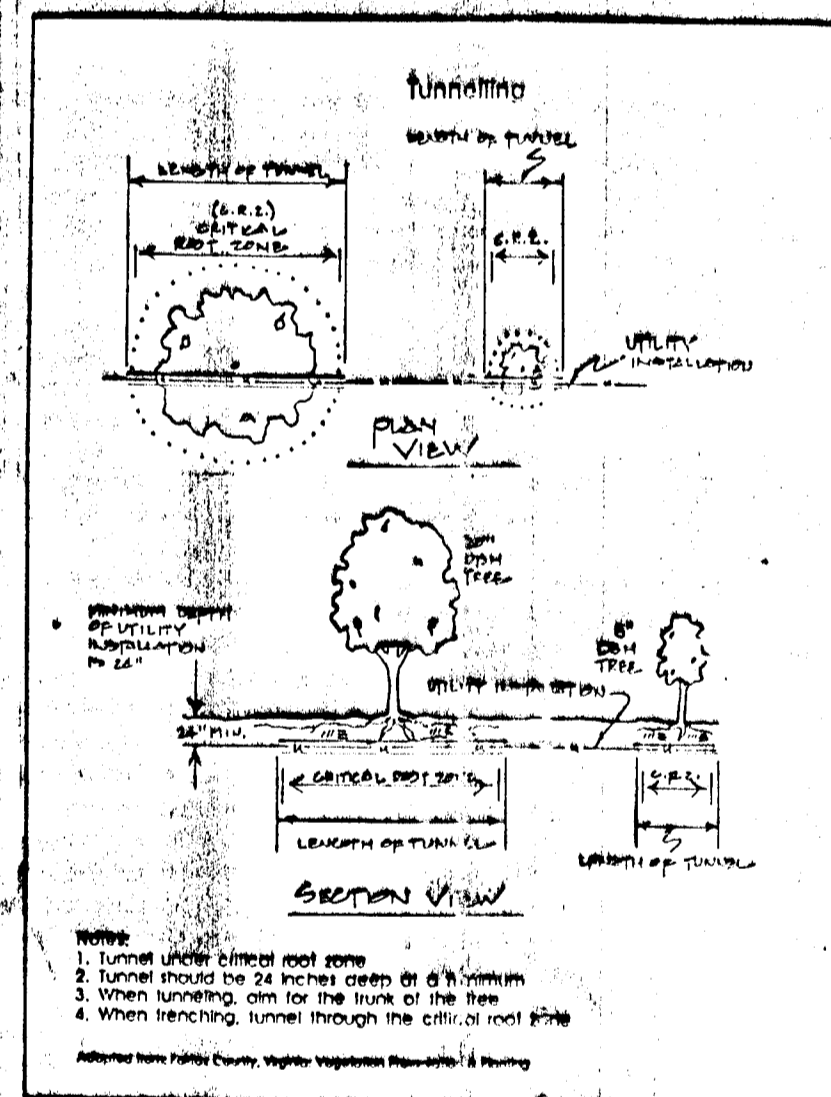 Tunnelling
LENGTH OF TUNNEL
LENGTH OF TUNNEL
(C.R.Z.)
CRITICAL
ROOT ZONE
C.R.Z.
UTILITY
INSTALLATION
PLAN
VIEW
DBH
TREE
MINIMUM DEPTH
OF UTILITY
INSTALLATION
IS 24"
8"
DBH
TREE
UTILITY INSTALLATION
24" MIN.
CRITICAL ROOT ZONE
C.R.Z.
LENGTH OF TUNNEL
LENGTH OF TUNNEL
SECTION VIEW
Notes:
1. Tunnel under critical root zone
2. Tunnel should be 24 inches deep at a minimum
3. When tunneling, aim for the trunk of the tree
4. When trenching, tunnel through the critical root zone
Adapted from: Fairfax County, Virginia: Vegetation & Planting